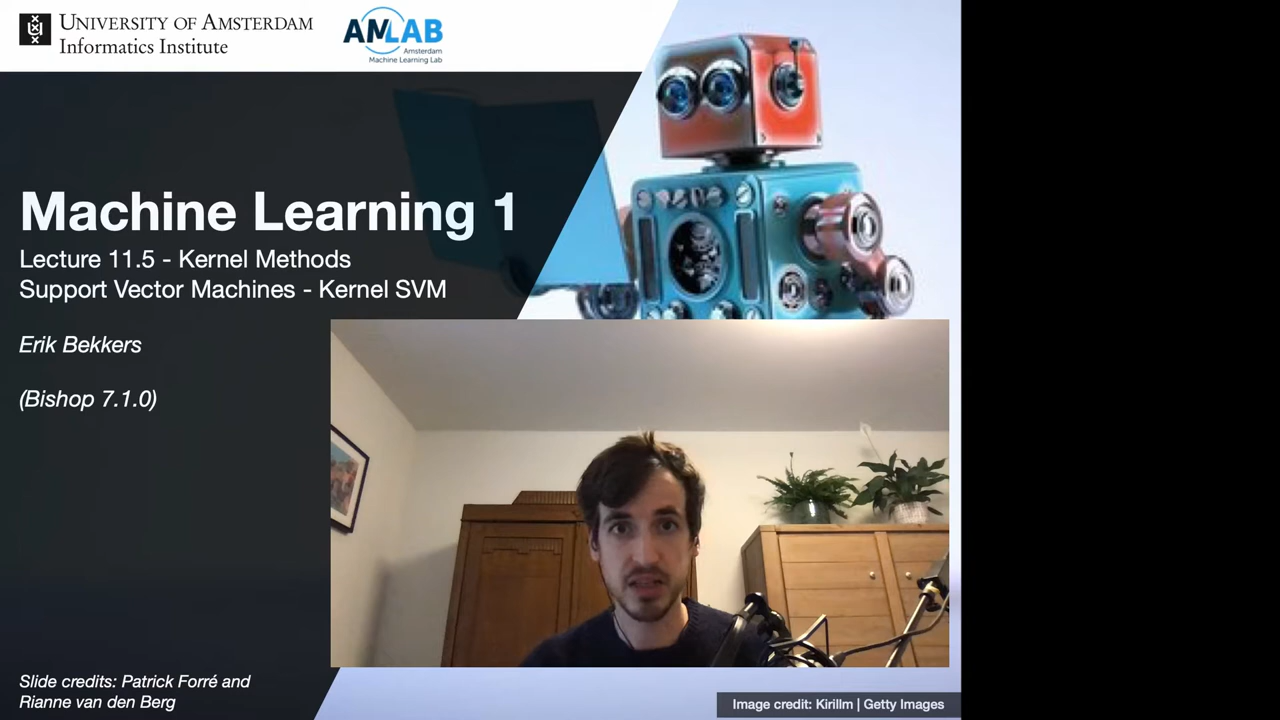 UNIVERSITY OF AMSTERDAM
Informatics Institute
AMLAB
Amsterdam
Machine Learning Lab
Machine Learning 1
Lecture 11.5 - Kernel Methods
Support Vector Machines - Kernel SVM
Erik Bekkers
(Bishop 7.1.0)
Slide credits: Patrick Forré and
Rianne van den Berg
Image credit: Kirillm | Getty Images